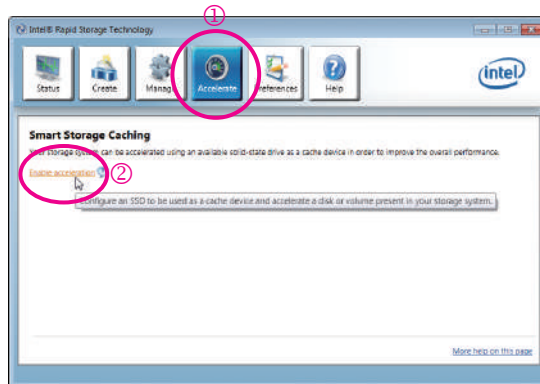 ①
Intel® Rapid Storage Technology
Status
Create
Manag
Accelerate
references
Help
intel
Smart Storage Caching
Your storage system can be accelerated using an available solid-state drive as a cache device in order to improve the overall performance.
Enable acceleration
②
Configure an SSD to be used as a cache device and accelerate a disk or volume present in your storage system.
More help on this page